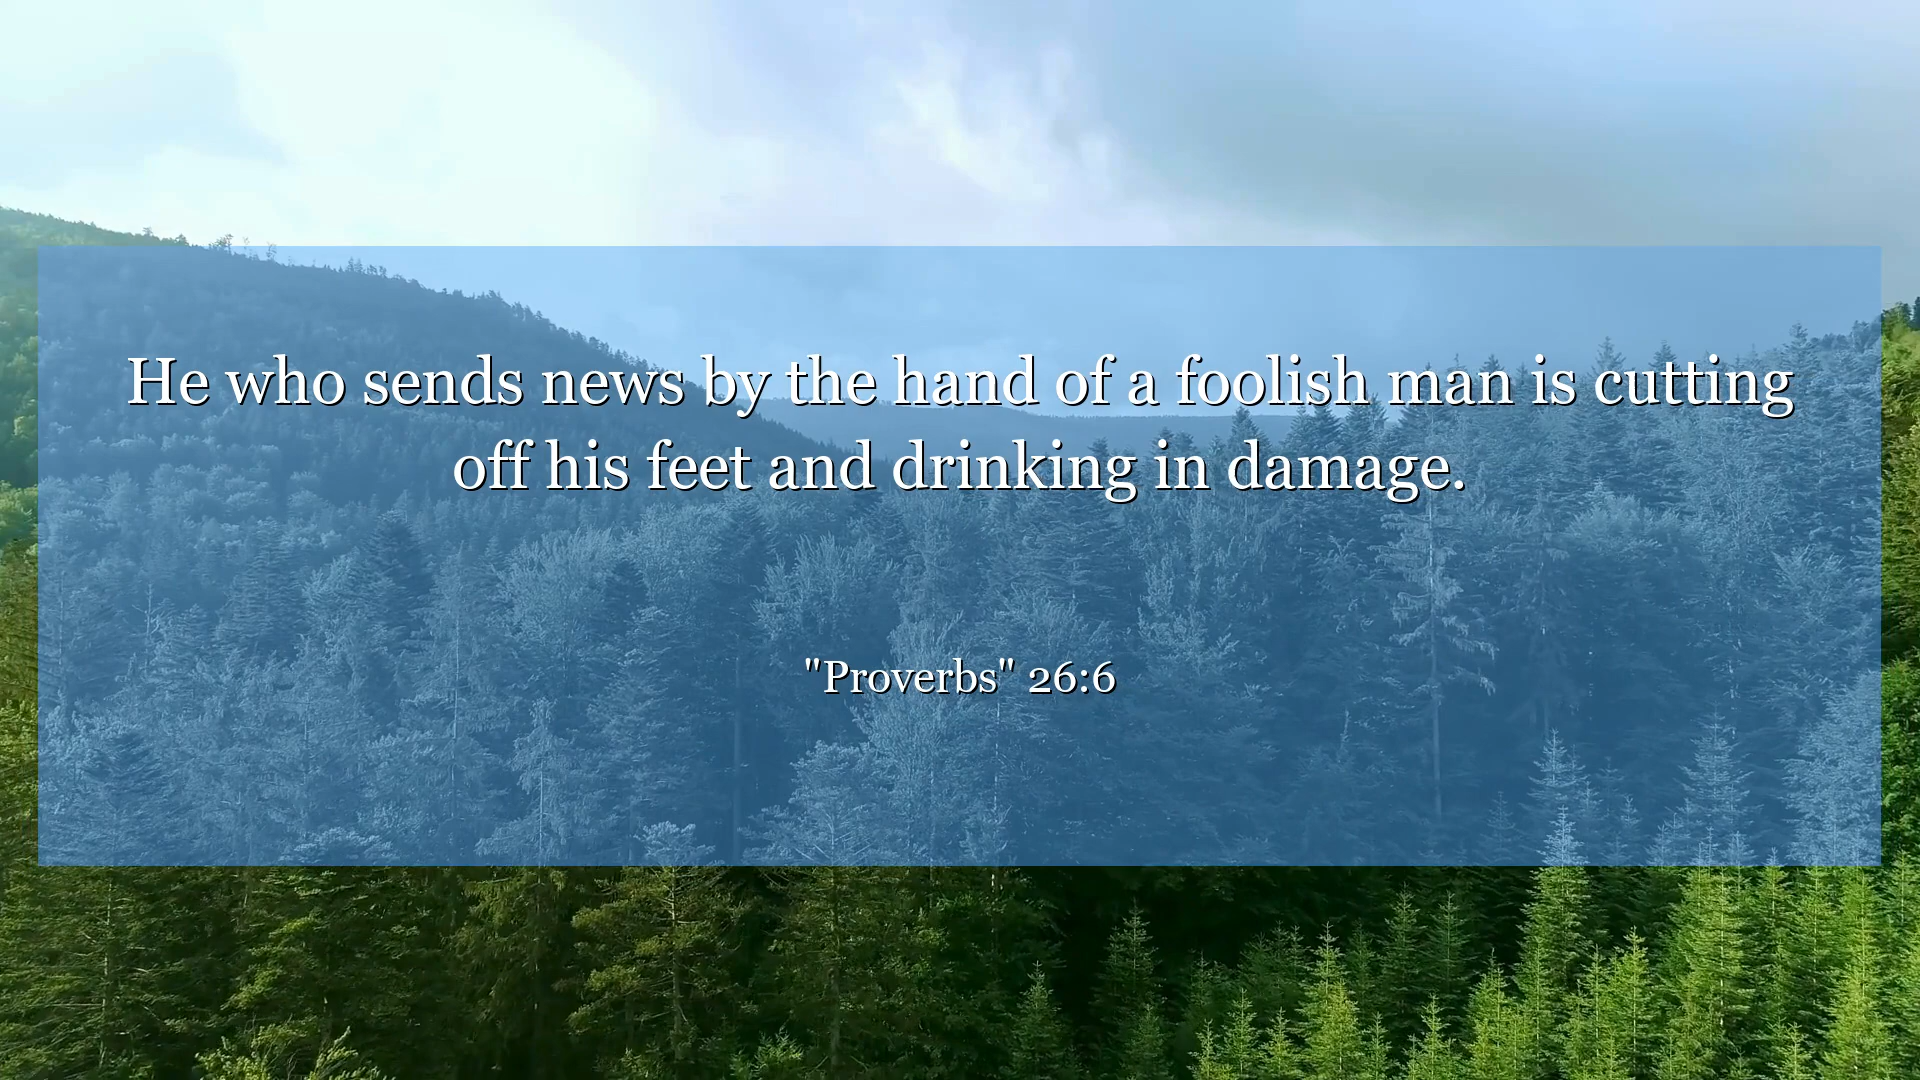 He who sends news by the hand of a foolish man is cutting
off his feet and drinking in damage.
"Proverbs" 26:6